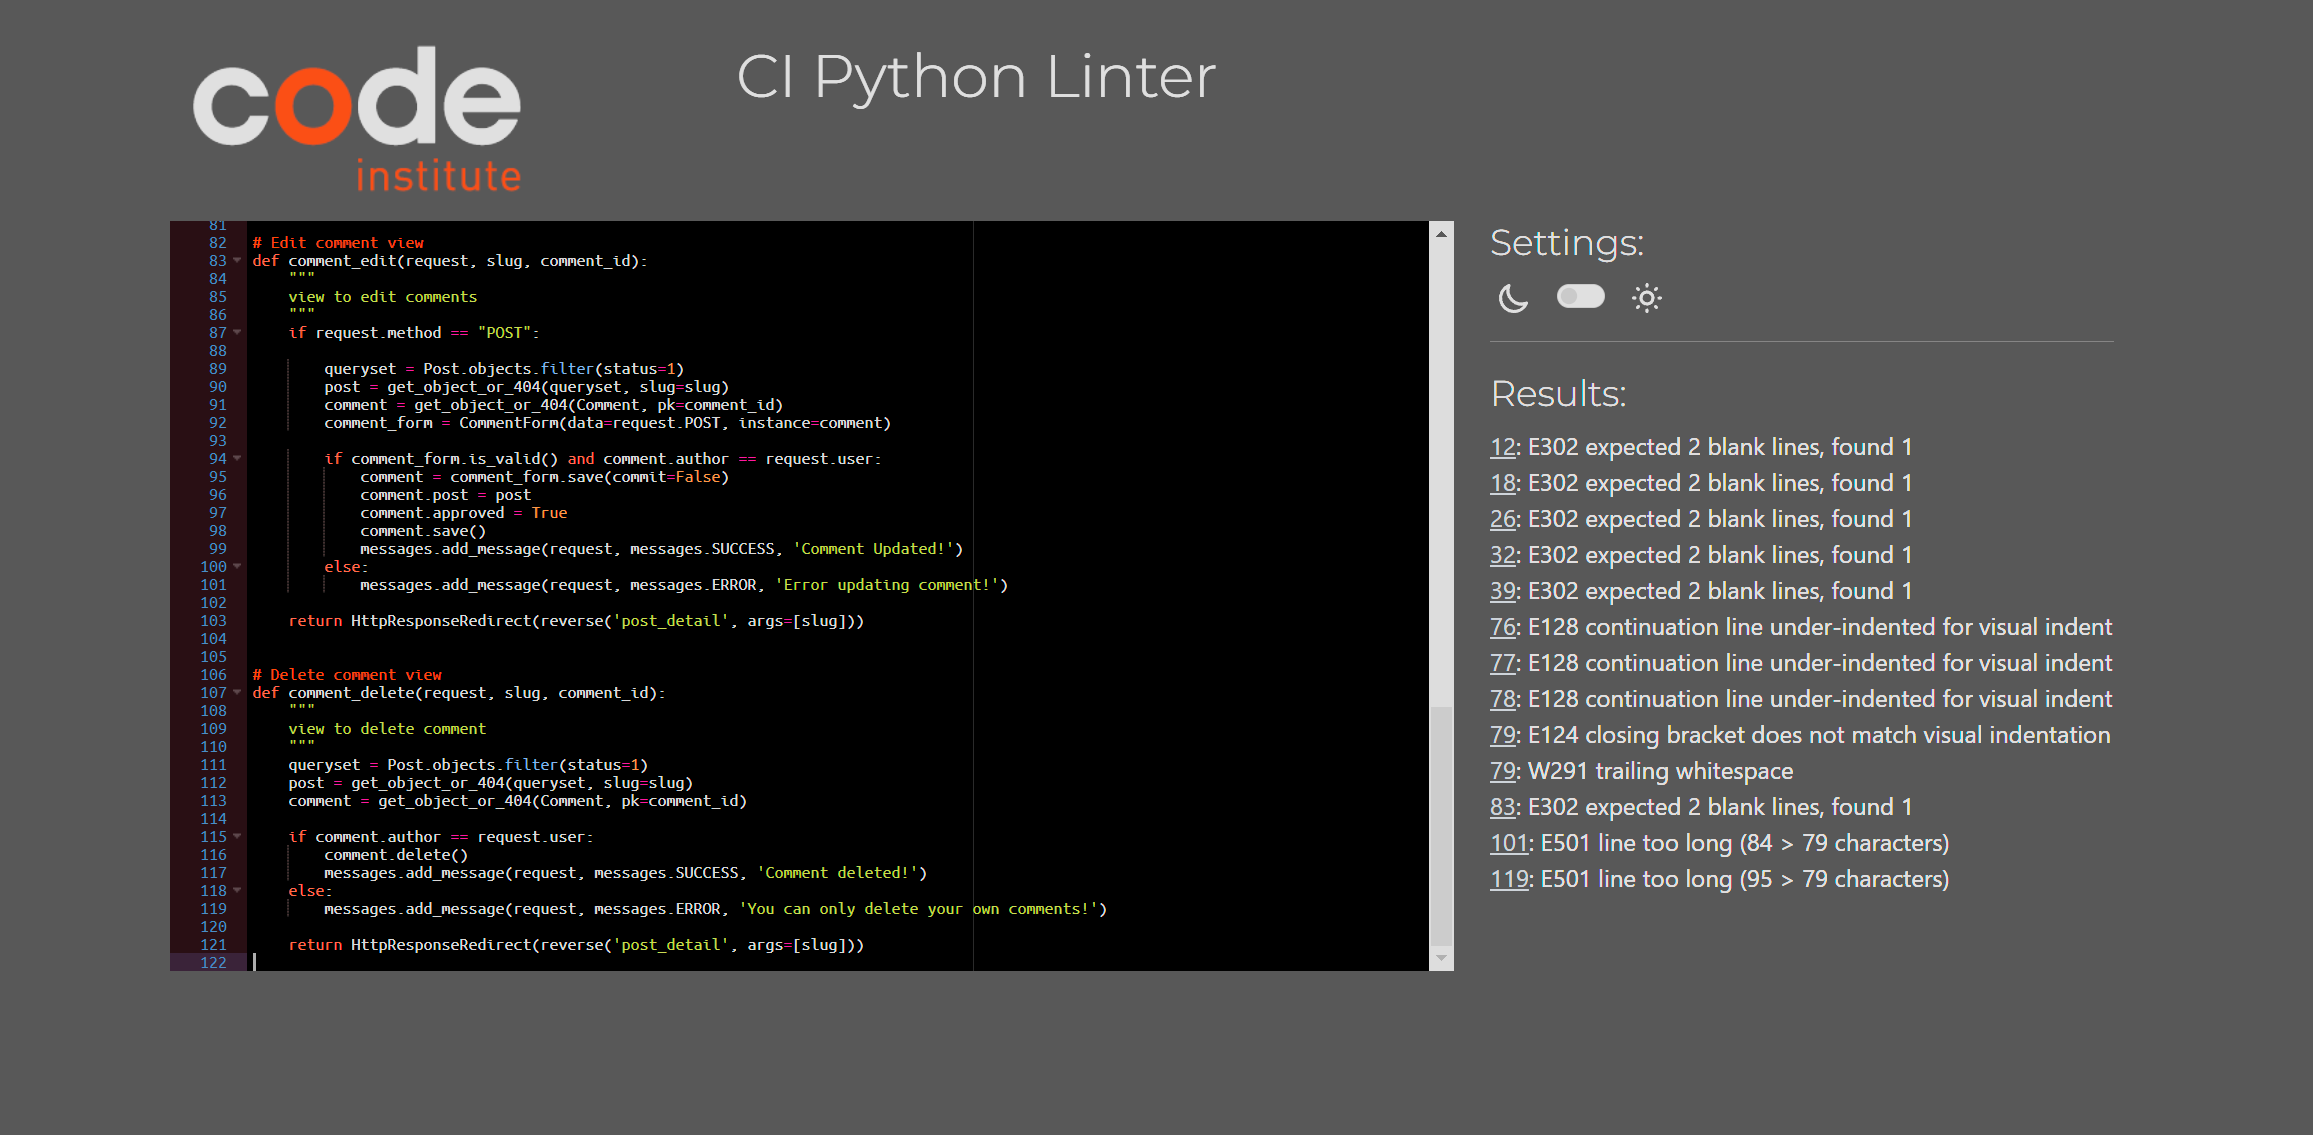 code
institute
CI Python Linter
81
82 # Edit comment view
83 def comment_edit(request, slug, comment_id):
84     """
85     view to edit comments
86     """
87     if request.method == "POST":
88
89         queryset = Post.objects.filter(status=1)
90         post = get_object_or_404(queryset, slug=slug)
91         comment = get_object_or_404(Comment, pk=comment_id)
92         comment_form = CommentForm(data=request.POST, instance=comment)
93
94         if comment_form.is_valid() and comment.author == request.user:
95             comment = comment_form.save(commit=False)
96             comment.post = post
97             comment.approved = True
98             comment.save()
99             messages.add_message(request, messages.SUCCESS, 'Comment Updated!')
100         else:
101             messages.add_message(request, messages.ERROR, 'Error updating comment!')
102
103     return HttpResponseRedirect(reverse('post_detail', args=[slug]))
104
105
106 # Delete comment view
107 def comment_delete(request, slug, comment_id):
108     """
109     view to delete comment
110     """
111     queryset = Post.objects.filter(status=1)
112     post = get_object_or_404(queryset, slug=slug)
113     comment = get_object_or_404(Comment, pk=comment_id)
114
115     if comment.author == request.user:
116         comment.delete()
117         messages.add_message(request, messages.SUCCESS, 'Comment deleted!')
118     else:
119         messages.add_message(request, messages.ERROR, 'You can only delete your own comments!')
120
121     return HttpResponseRedirect(reverse('post_detail', args=[slug]))
122
Settings:
Results:
12: E302 expected 2 blank lines, found 1
18: E302 expected 2 blank lines, found 1
26: E302 expected 2 blank lines, found 1
32: E302 expected 2 blank lines, found 1
39: E302 expected 2 blank lines, found 1
76: E128 continuation line under-indented for visual indent
77: E128 continuation line under-indented for visual indent
78: E128 continuation line under-indented for visual indent
79: E124 closing bracket does not match visual indentation
79: W291 trailing whitespace
83: E302 expected 2 blank lines, found 1
101: E501 line too long (84 > 79 characters)
119: E501 line too long (95 > 79 characters)